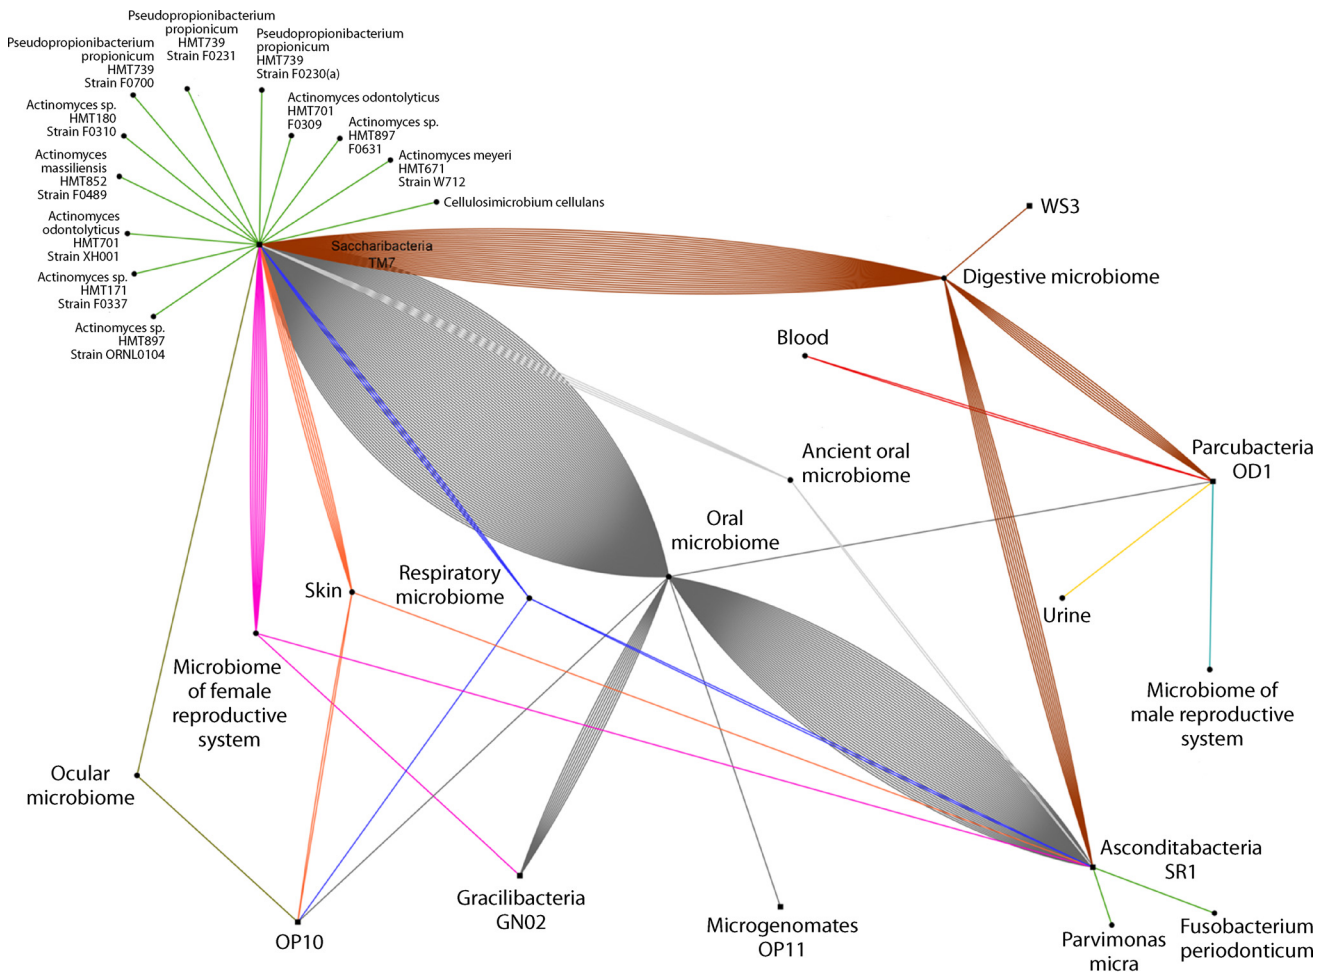 Pseudopropionibacterium
propionicum
HMT739
Strain F0231
Pseudopropionibacterium
propionicum
HMT739
Strain F0700
Pseudopropionibacterium
propionicum
HMT739
Strain F0230(a)
Actinomyces sp.
HMT180
Strain F0310
Actinomyces odontolyticus
HMT701
F0309
Actinomyces sp.
HMT897
F0631
Actinomyces
massiliensis
HMT852
Strain F0489
Actinomyces meyeri
HMT671
Strain W712
Cellulosimicrobium cellulans
Actinomyces
odontolyticus
HMT701
Strain XH001
Actinomyces sp.
HMT171
Strain F0337
Actinomyces sp.
HMT897
Strain ORNL0104
Saccharibacteria
TM7
WS3
Digestive microbiome
Blood
Parcubacteria
OD1
Ancient oral
microbiome
Oral
microbiome
Respiratory
microbiome
Skin
Urine
Microbiome
of female
reproductive
system
Microbiome of
male reproductive
system
Ocular
microbiome
OP10
Gracilibacteria
GN02
Microgenomates
OP11
Asconditabacteria
SR1
Parvimonas
micra
Fusobacterium
periodonticum